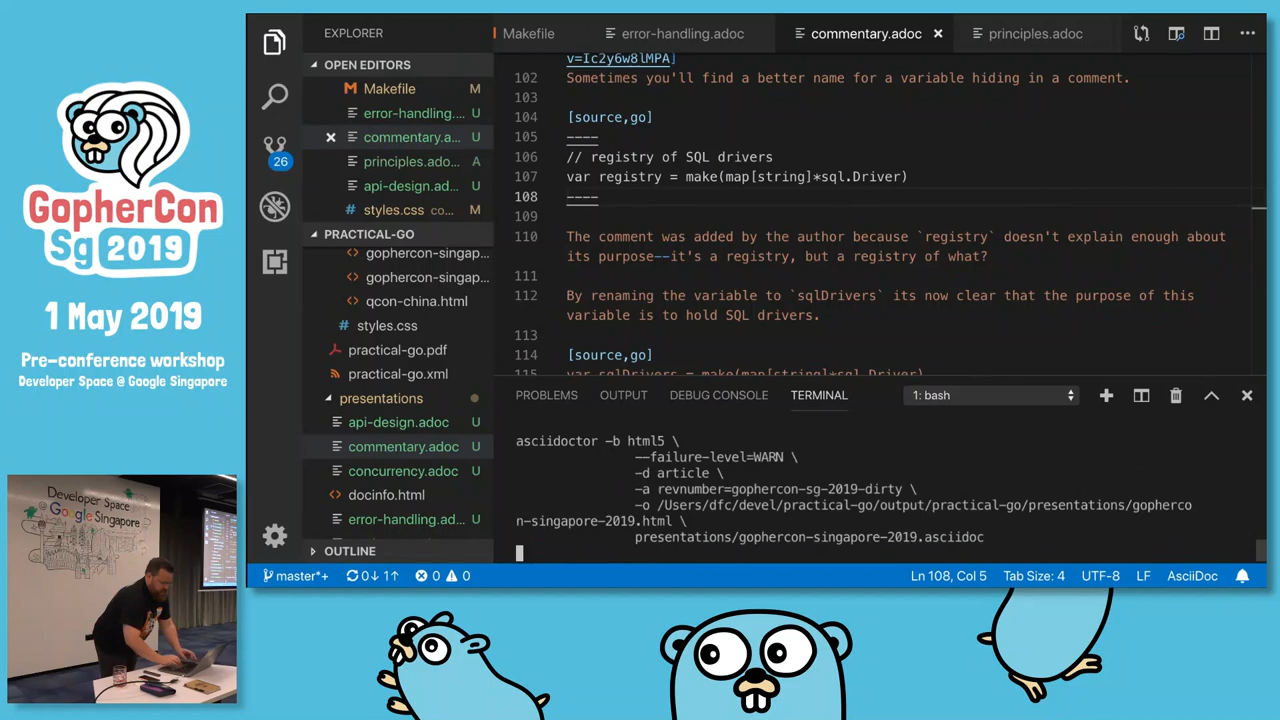 GopherCon
Sg 2019
1 May 2019
Pre-conference workshop
Developer Space @ Google Singapore
Developer Space
@ Google Singapore
EXPLORER
OPEN EDITORS
Makefile M
error-handling.... U
commentary.a... U
principles.ado... A
api-design.ad... U
styles.css co... M
26
PRACTICAL-GO
gophercon-singap...
gophercon-singap...
qcon-china.html
styles.css
practical-go.pdf
practical-go.xml
presentations
api-design.adoc U
commentary.adoc U
concurrency.adoc U
docinfo.html
error-handling.ad... U
OUTLINE
Makefile error-handling.adoc commentary.adoc principles.adoc
v=Ic2y6w8lMPA]
102 Sometimes you'll find a better name for a variable hiding in a comment.
103
104 [source,go]
105 ----
106 // registry of SQL drivers
107 var registry = make(map[string]*sql.Driver)
108 ----
109
110 The comment was added by the author because `registry` doesn't explain enough about
its purpose--it's a registry, but a registry of what?
111
112 By renaming the variable to `sqlDrivers` its now clear that the purpose of this
variable is to hold SQL drivers.
113
114 [source,go]
115 var sqlDrivers = make(map[string]*sql.Driver)
PROBLEMS OUTPUT DEBUG CONSOLE TERMINAL 1: bash
asciidoctor -b html5 \
--failure-level=WARN \
-d article \
-a revnumber=gophercon-sg-2019-dirty \
-o /Users/dfc/devel/practical-go/output/practical-go/presentations/gopherco
n-singapore-2019.html \
presentations/gophercon-singapore-2019.asciidoc
master*+ 0↓ 1↑ 0 0 Ln 108, Col 5 Tab Size: 4 UTF-8 LF AsciiDoc